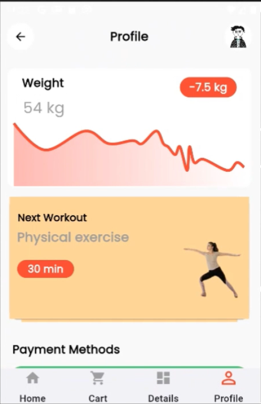 Profile
Weight
-7.5 kg
54 kg
Next Workout
Physical exercise
30 min
Payment Methods
Home Cart Details Profile